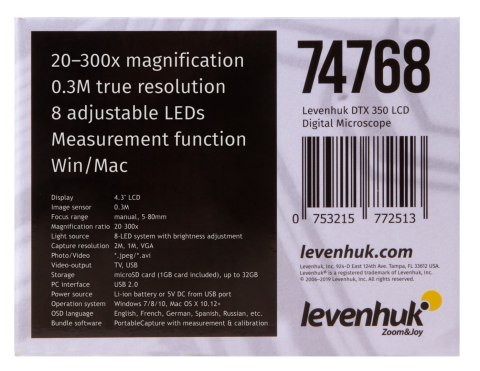 20–300x magnification
0.3M true resolution
8 adjustable LEDs
Measurement function
Win/Mac
Display 4.3" LCD
Image sensor 0.3M
Focus range manual, 5-80mm
Magnification ratio 20-300x
Light source 8-LED system with brightness adjustment
Capture resolution 2M, 1M, VGA
Photo/Video *.jpeg/*.avi
Video-output TV, USB
Storage microSD card (1GB card included), up to 32GB
PC interface USB 2.0
Power source Li-ion battery or 5V DC from USB port
Operation system Windows 7/8/10, Mac OS X 10.12+
OSD language English, French, German, Spanish, Russian, etc.
Bundle software PortableCapture with measurement & calibration
74768
Levenhuk DTX 350 LCD
Digital Microscope
0 753215 772513
levenhuk.com
Levenhuk, Inc. 924-D East 124th Ave. Tampa, FL 33612 USA.
Levenhuk® is a registered trademark of Levenhuk, Inc.
© 2006–2019 Levenhuk, Inc. All rights reserved.
levenhuk
Zoom&Joy